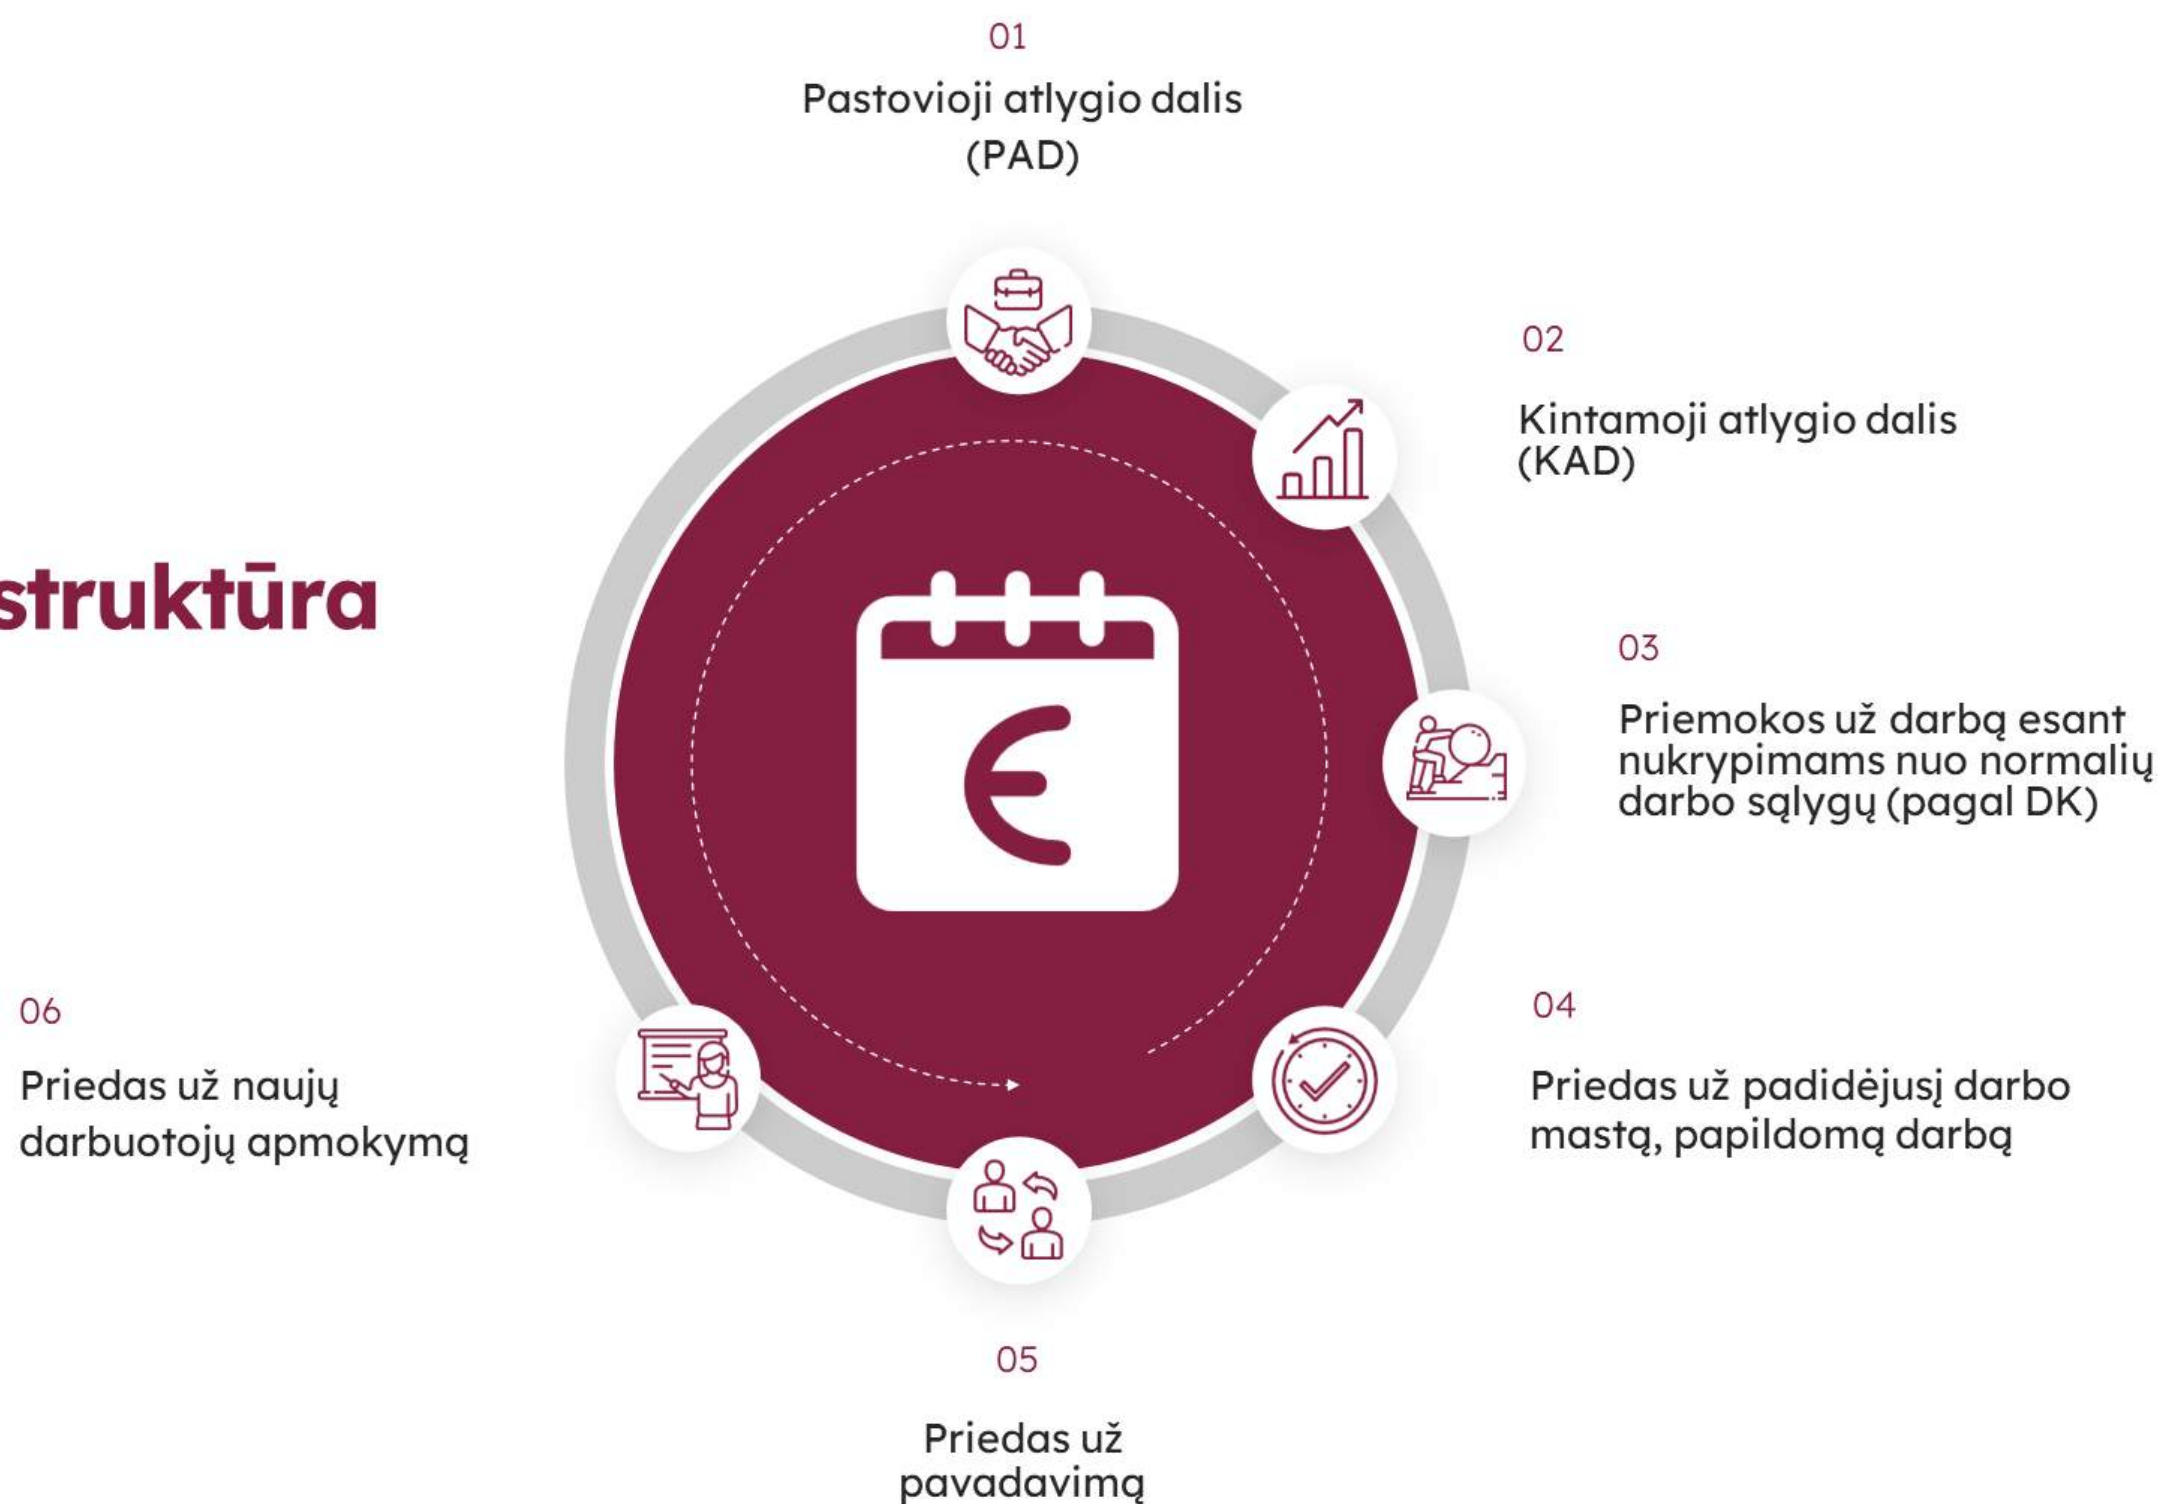 01
Pastovioji atlygio dalis
(PAD)
02
Kintamoji atlygio dalis
(KAD)
struktūra
03
Priemokos už darbą esant
nukrypimams nuo normalių
darbo sąlygų (pagal DK)
04
Priedas už padidėjusį darbo
mastą, papildomą darbą
05
Priedas už
pavadavimą
06
Priedas už naujų
darbuotojų apmokymą
€